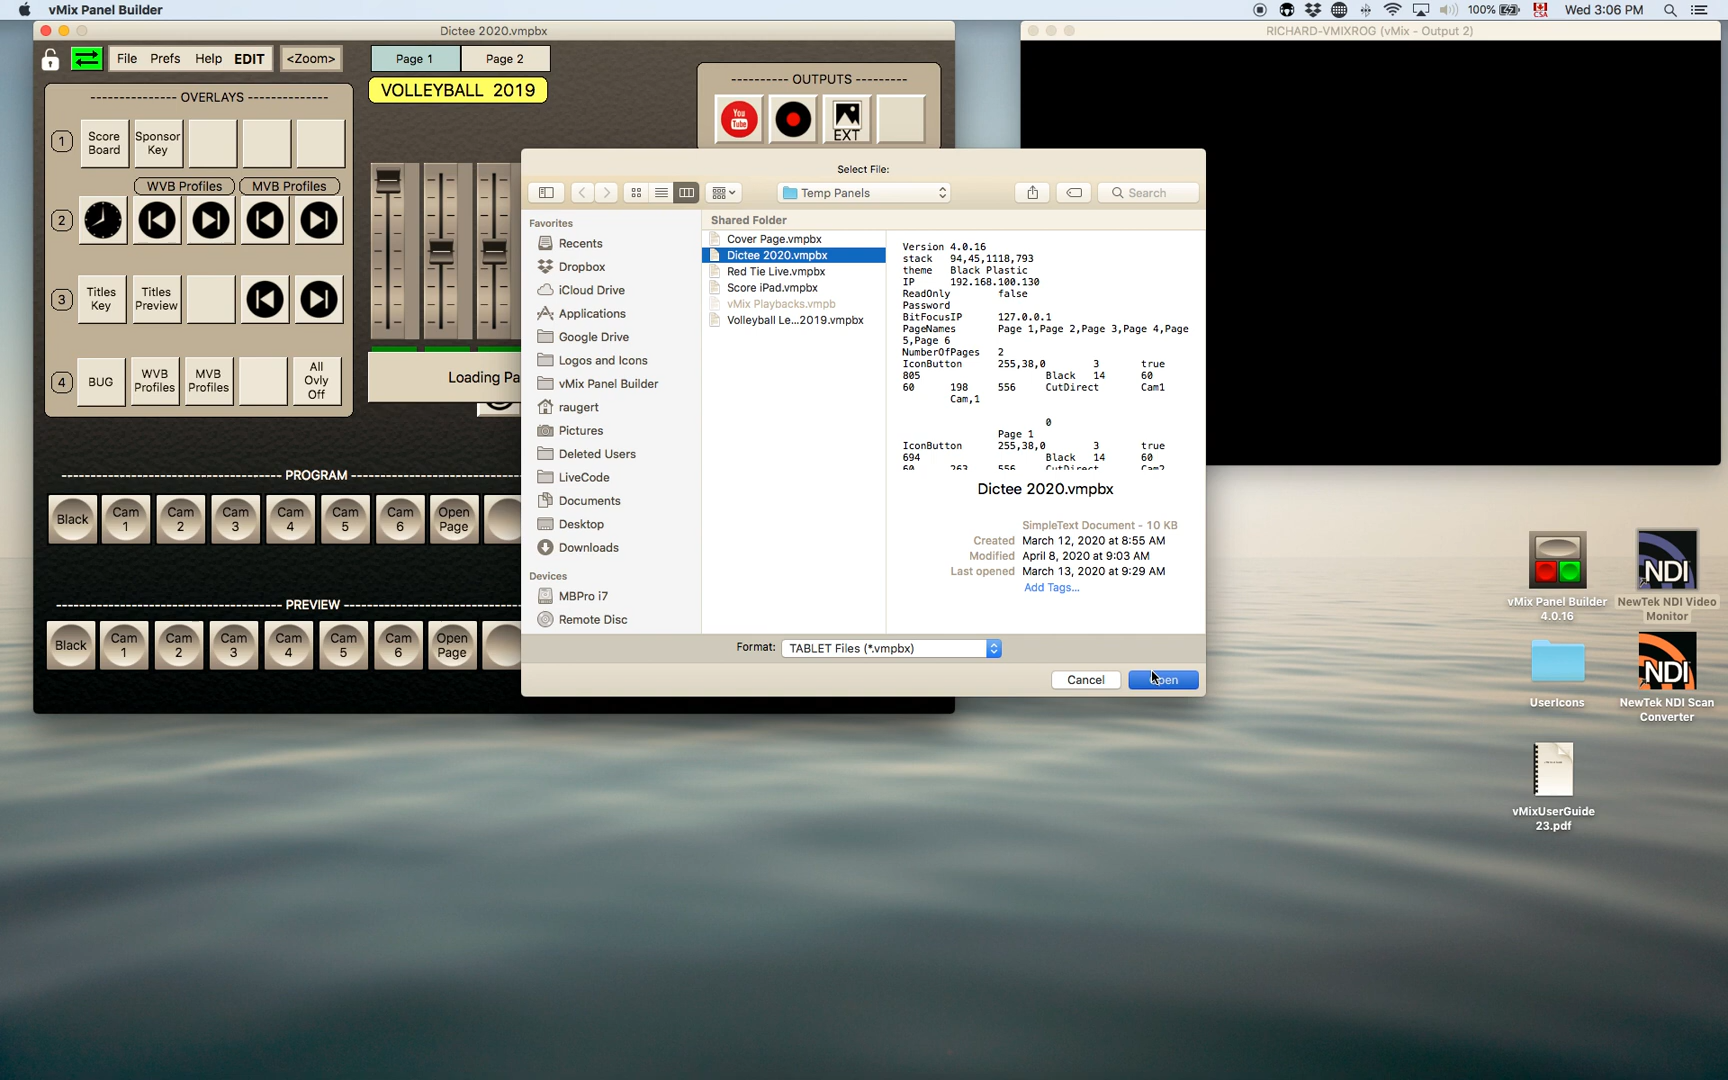 vMix Panel Builder
100%
CSA
Wed 3:06 PM
Dictee 2020.vmpbx
RICHARD-VMIXROG (vMix - Output 2)
File Prefs Help EDIT <Zoom> Page 1 Page 2
VOLLEYBALL 2019
---------- OUTPUTS --------
You
Tube
EXT
----------------- OVERLAYS ------------
1
Score
Board
Sponsor
Key
WVB Profiles
MVB Profiles
2
3
Titles
Key
Titles
Preview
4
BUG
WVB
Profiles
MVB
Profiles
All
Ovly
Off
Loading Pa
PROGRAM
Black
Cam
1
Cam
2
Cam
3
Cam
4
Cam
5
Cam
6
Open
Page
PREVIEW
Black
Cam
1
Cam
2
Cam
3
Cam
4
Cam
5
Cam
6
Open
Page
Select File:
Temp Panels
Search
Favorites
Recents
Dropbox
iCloud Drive
Applications
Google Drive
Logos and Icons
vMix Panel Builder
raugert
Pictures
Deleted Users
LiveCode
Documents
Desktop
Downloads
Devices
MBPro i7
Remote Disc
Shared Folder
Cover Page.vmpbx
Dictee 2020.vmpbx
Red Tie Live.vmpbx
Score iPad.vmpbx
vMix Playbacks.vmpb
Volleyball Le...2019.vmpbx
Version 4.0.16
stack 94,45,1118,793
theme Black Plastic
IP 192.168.100.130
ReadOnly false
Password
BitFocusIP 127.0.0.1
PageNames Page 1,Page 2,Page 3,Page 4,Page
5,Page 6
NumberOfPages 2
IconButton 255,38,0 3 true
805 Black 14 60
60 198 556 CutDirect Cam1
Cam,1
0
Page 1
IconButton 255,38,0 3 true
694 Black 14 60
60 263 556 CutDirect Cam2
Dictee 2020.vmpbx
SimpleText Document - 10 KB
Created March 12, 2020 at 8:55 AM
Modified April 8, 2020 at 9:03 AM
Last opened March 13, 2020 at 9:29 AM
Add Tags...
Format: TABLET Files (*.vmpbx)
Cancel
Open
vMix Panel Builder
4.0.16
NDI
NewTek NDI Video
Monitor
UserIcons
NDI
NewTek NDI Scan
Converter
vMixUserGuide
23.pdf